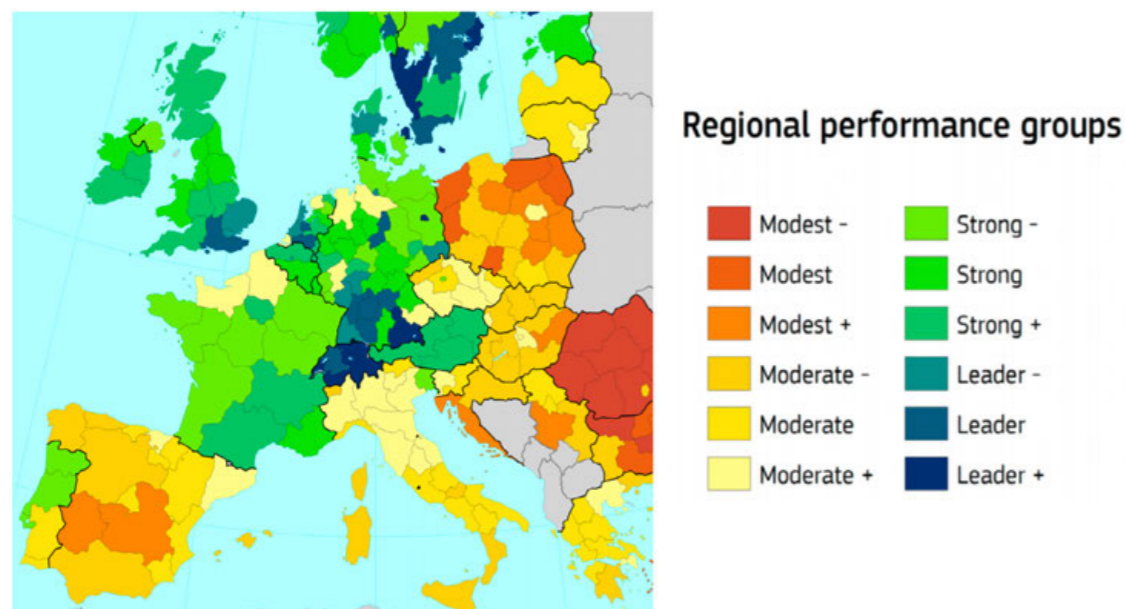 Regional performance groups
Modest -
Modest
Modest +
Moderate -
Moderate
Moderate +
Strong -
Strong
Strong +
Leader -
Leader
Leader +